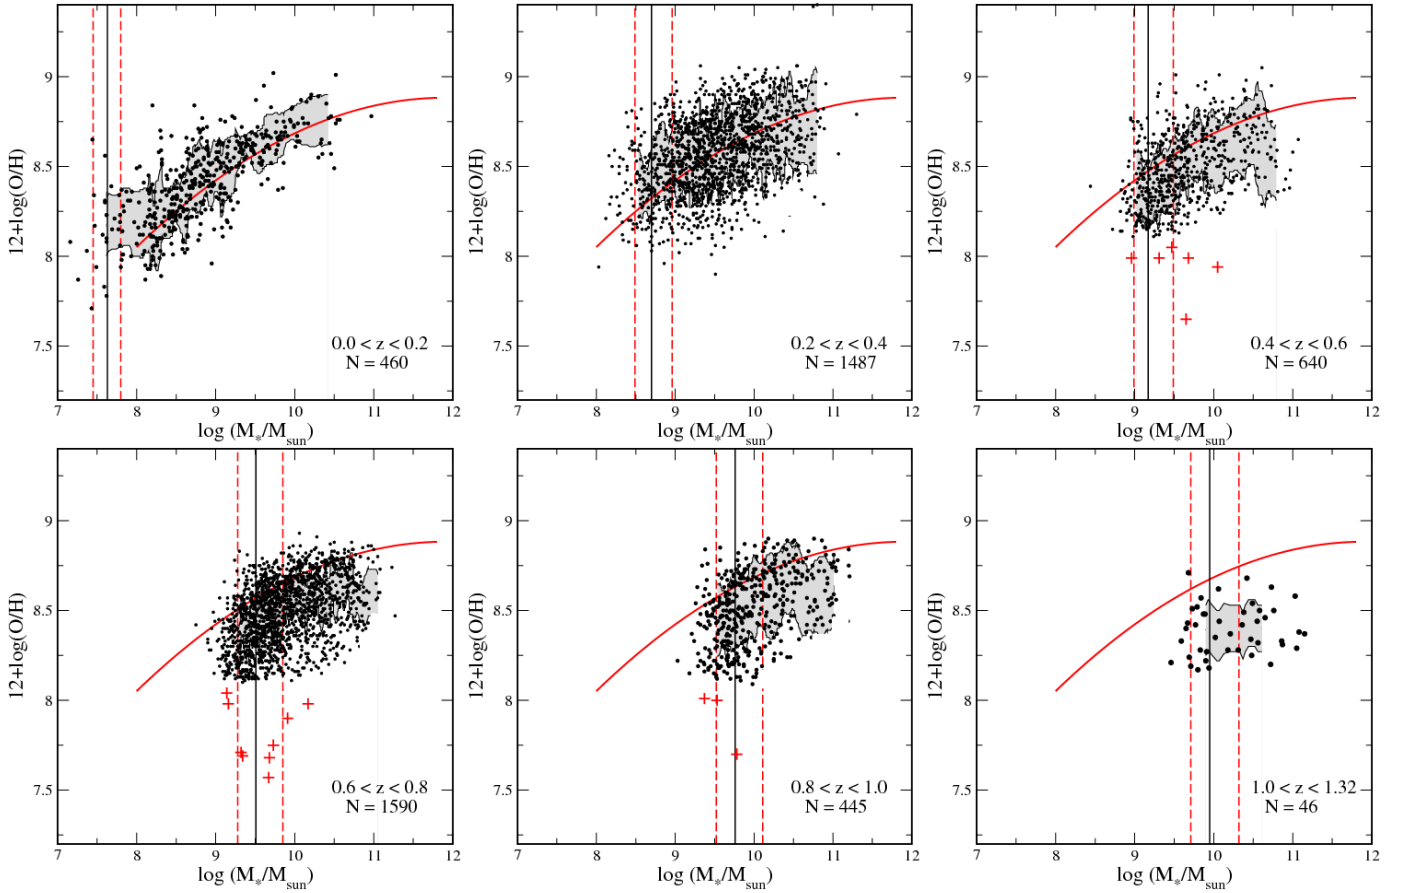 9
8.5
8
7.5
12+log(O/H)
0.0 < z < 0.2
N = 460
7 8 9 10 11 12
log (M*/Msun)
9
8.5
8
7.5
12+log(O/H)
0.2 < z < 0.4
N = 1487
7 8 9 10 11 12
log (M*/Msun)
9
8.5
8
7.5
12+log(O/H)
0.4 < z < 0.6
N = 640
7 8 9 10 11 12
log (M*/Msun)
9
8.5
8
7.5
12+log(O/H)
0.6 < z < 0.8
N = 1590
7 8 9 10 11 12
log (M*/Msun)
9
8.5
8
7.5
12+log(O/H)
0.8 < z < 1.0
N = 445
7 8 9 10 11 12
log (M*/Msun)
9
8.5
8
7.5
12+log(O/H)
1.0 < z < 1.32
N = 46
7 8 9 10 11 12
log (M*/Msun)